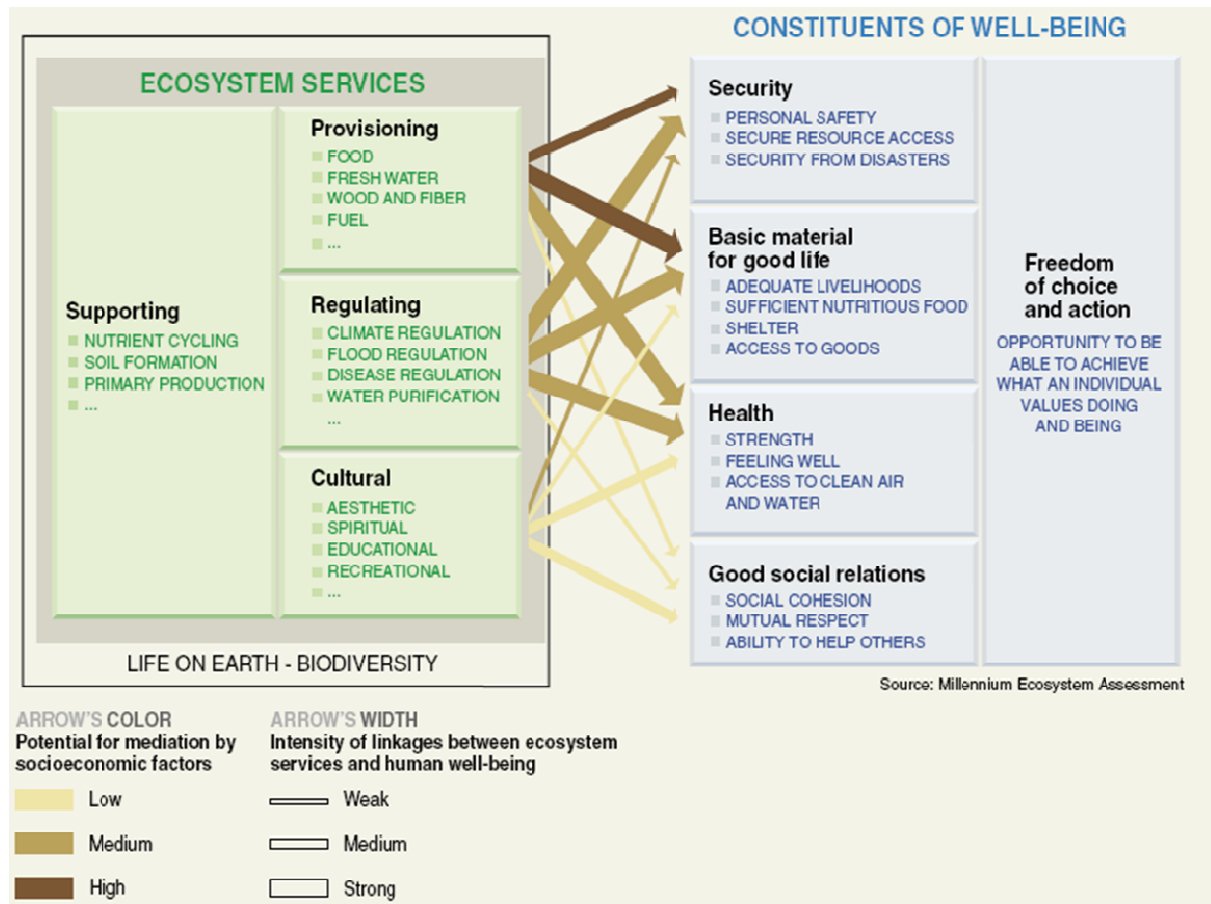 CONSTITUENTS OF WELL-BEING
ECOSYSTEM SERVICES
Supporting
NUTRIENT CYCLING
SOIL FORMATION
PRIMARY PRODUCTION
...
Provisioning
FOOD
FRESH WATER
WOOD AND FIBER
FUEL
...
Regulating
CLIMATE REGULATION
FLOOD REGULATION
DISEASE REGULATION
WATER PURIFICATION
...
Cultural
AESTHETIC
SPIRITUAL
EDUCATIONAL
RECREATIONAL
...
LIFE ON EARTH - BIODIVERSITY
Security
PERSONAL SAFETY
SECURE RESOURCE ACCESS
SECURITY FROM DISASTERS
Basic material
for good life
ADEQUATE LIVELIHOODS
SUFFICIENT NUTRITIOUS FOOD
SHELTER
ACCESS TO GOODS
Health
STRENGTH
FEELING WELL
ACCESS TO CLEAN AIR
AND WATER
Good social relations
SOCIAL COHESION
MUTUAL RESPECT
ABILITY TO HELP OTHERS
Freedom
of choice
and action
OPPORTUNITY TO BE
ABLE TO ACHIEVE
WHAT AN INDIVIDUAL
VALUES DOING
AND BEING
Source: Millennium Ecosystem Assessment
ARROW'S COLOR
Potential for mediation by
socioeconomic factors
Low
Medium
High
ARROW'S WIDTH
Intensity of linkages between ecosystem
services and human well-being
Weak
Medium
Strong